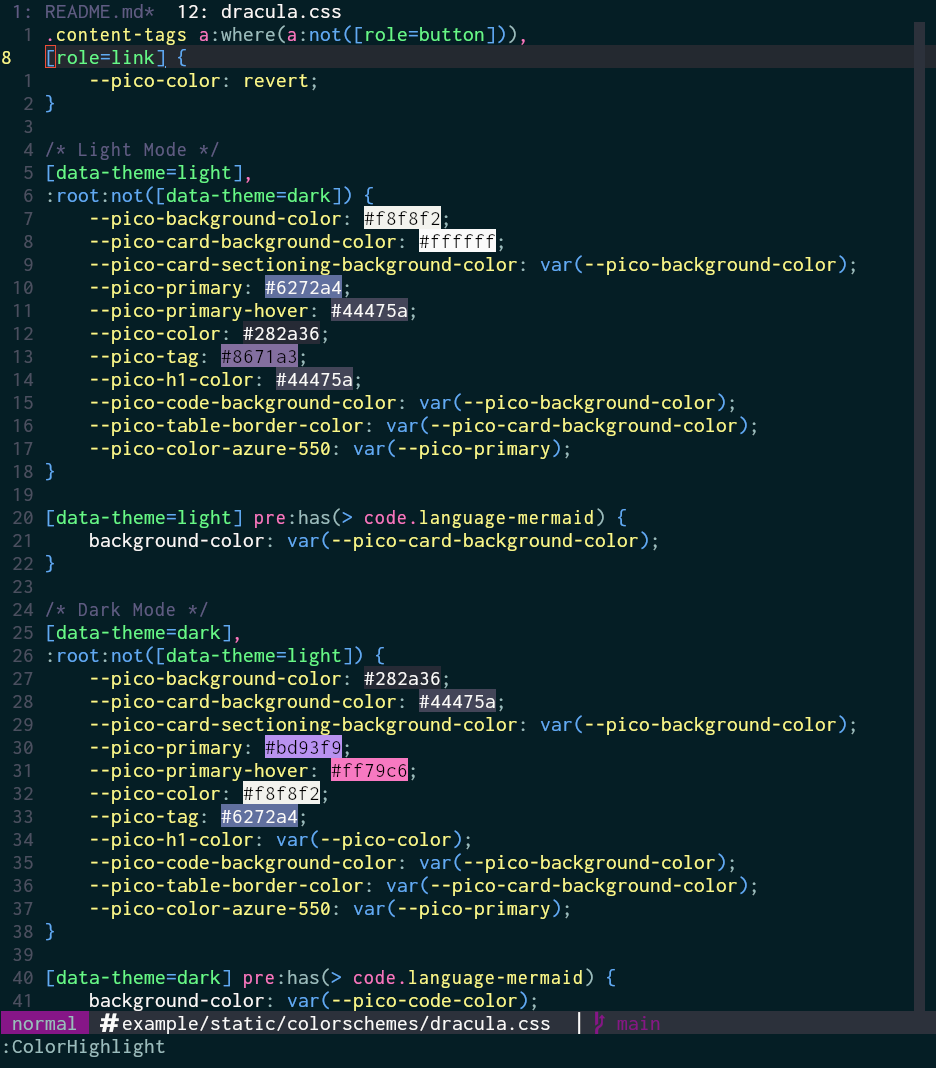 1: README.md*  12: dracula.css
1 .content-tags a:where(a:not([role=button])),
8 [role=link] {
1     --pico-color: revert;
2 }
3
4 /* Light Mode */
5 [data-theme=light],
6 :root:not([data-theme=dark]) {
7     --pico-background-color: #f8f8f2;
8     --pico-card-background-color: #ffffff;
9     --pico-card-sectioning-background-color: var(--pico-background-color);
10     --pico-primary: #6272a4;
11     --pico-primary-hover: #44475a;
12     --pico-color: #282a36;
13     --pico-tag: #8671a3;
14     --pico-h1-color: #44475a;
15     --pico-code-background-color: var(--pico-background-color);
16     --pico-table-border-color: var(--pico-card-background-color);
17     --pico-color-azure-550: var(--pico-primary);
18 }
19
20 [data-theme=light] pre:has(> code.language-mermaid) {
21     background-color: var(--pico-card-background-color);
22 }
23
24 /* Dark Mode */
25 [data-theme=dark],
26 :root:not([data-theme=light]) {
27     --pico-background-color: #282a36;
28     --pico-card-background-color: #44475a;
29     --pico-card-sectioning-background-color: var(--pico-background-color);
30     --pico-primary: #bd93f9;
31     --pico-primary-hover: #ff79c6;
32     --pico-color: #f8f8f2;
33     --pico-tag: #6272a4;
34     --pico-h1-color: var(--pico-color);
35     --pico-code-background-color: var(--pico-background-color);
36     --pico-table-border-color: var(--pico-card-background-color);
37     --pico-color-azure-550: var(--pico-primary);
38 }
39
40 [data-theme=dark] pre:has(> code.language-mermaid) {
41     background-color: var(--pico-code-color);
normal  #example/static/colorschemes/dracula.css  | main
:ColorHighlight